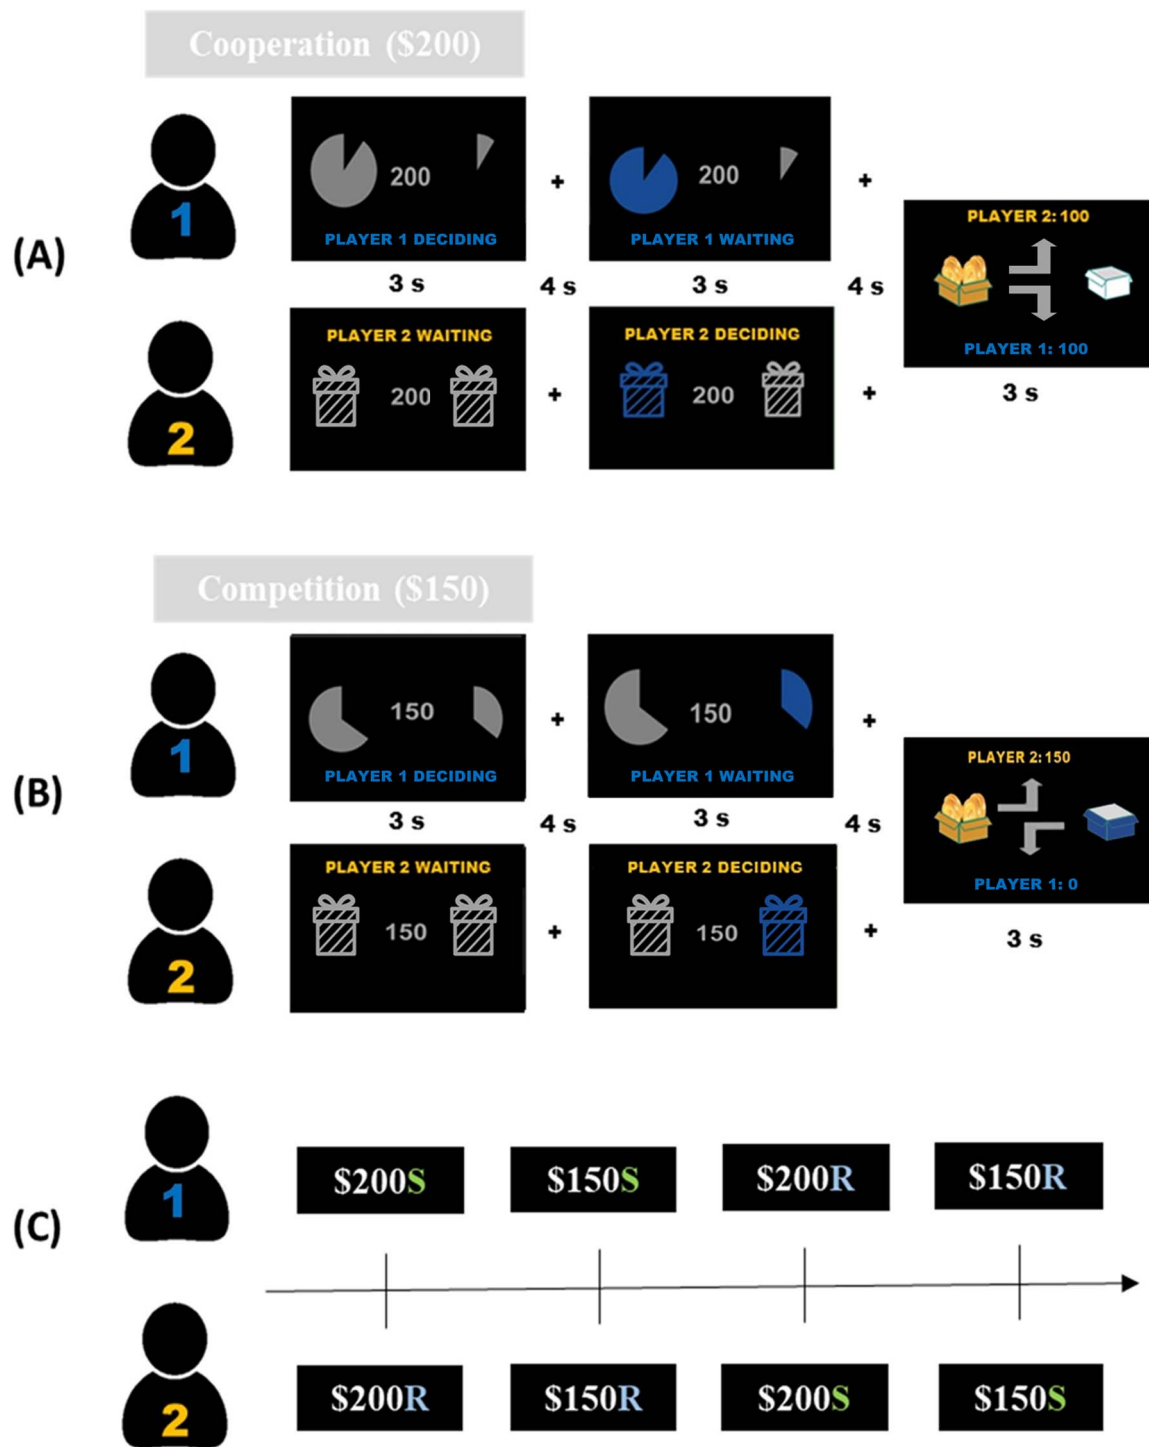 Cooperation ($200)
(A)
1
200
PLAYER 1 DECIDING
+
200
PLAYER 1 WAITING
+
3 s
4 s
3 s
4 s
2
PLAYER 2 WAITING
200
+
PLAYER 2 DECIDING
200
+
PLAYER 2: 100
PLAYER 1: 100
3 s
Competition ($150)
(B)
1
150
PLAYER 1 DECIDING
+
150
PLAYER 1 WAITING
+
3 s
4 s
3 s
4 s
2
PLAYER 2 WAITING
150
+
PLAYER 2 DECIDING
150
+
PLAYER 2: 150
PLAYER 1: 0
3 s
(C)
1
$200S
$150S
$200R
$150R
2
$200R
$150R
$200S
$150S